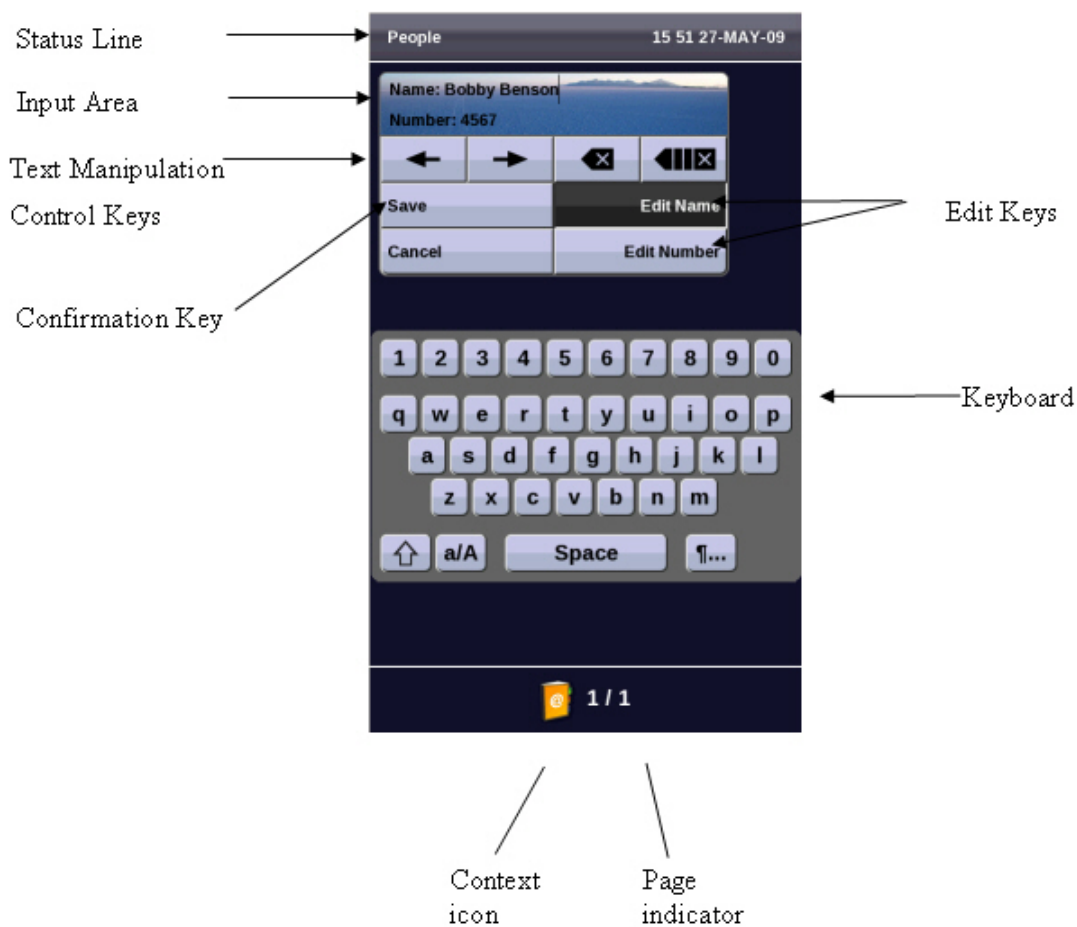 Status Line
People 15 51 27-MAY-09
Input Area
Name: Bobby Benson
Number: 4567
Text Manipulation
Control Keys
Save Edit Name
Edit Keys
Cancel Edit Number
Confirmation Key
1 2 3 4 5 6 7 8 9 0
Keyboard
q w e r t y u i o p
a s d f g h j k l
z x c v b n m
a/A Space ¶...
@ 1 / 1
Context
icon
Page
indicator